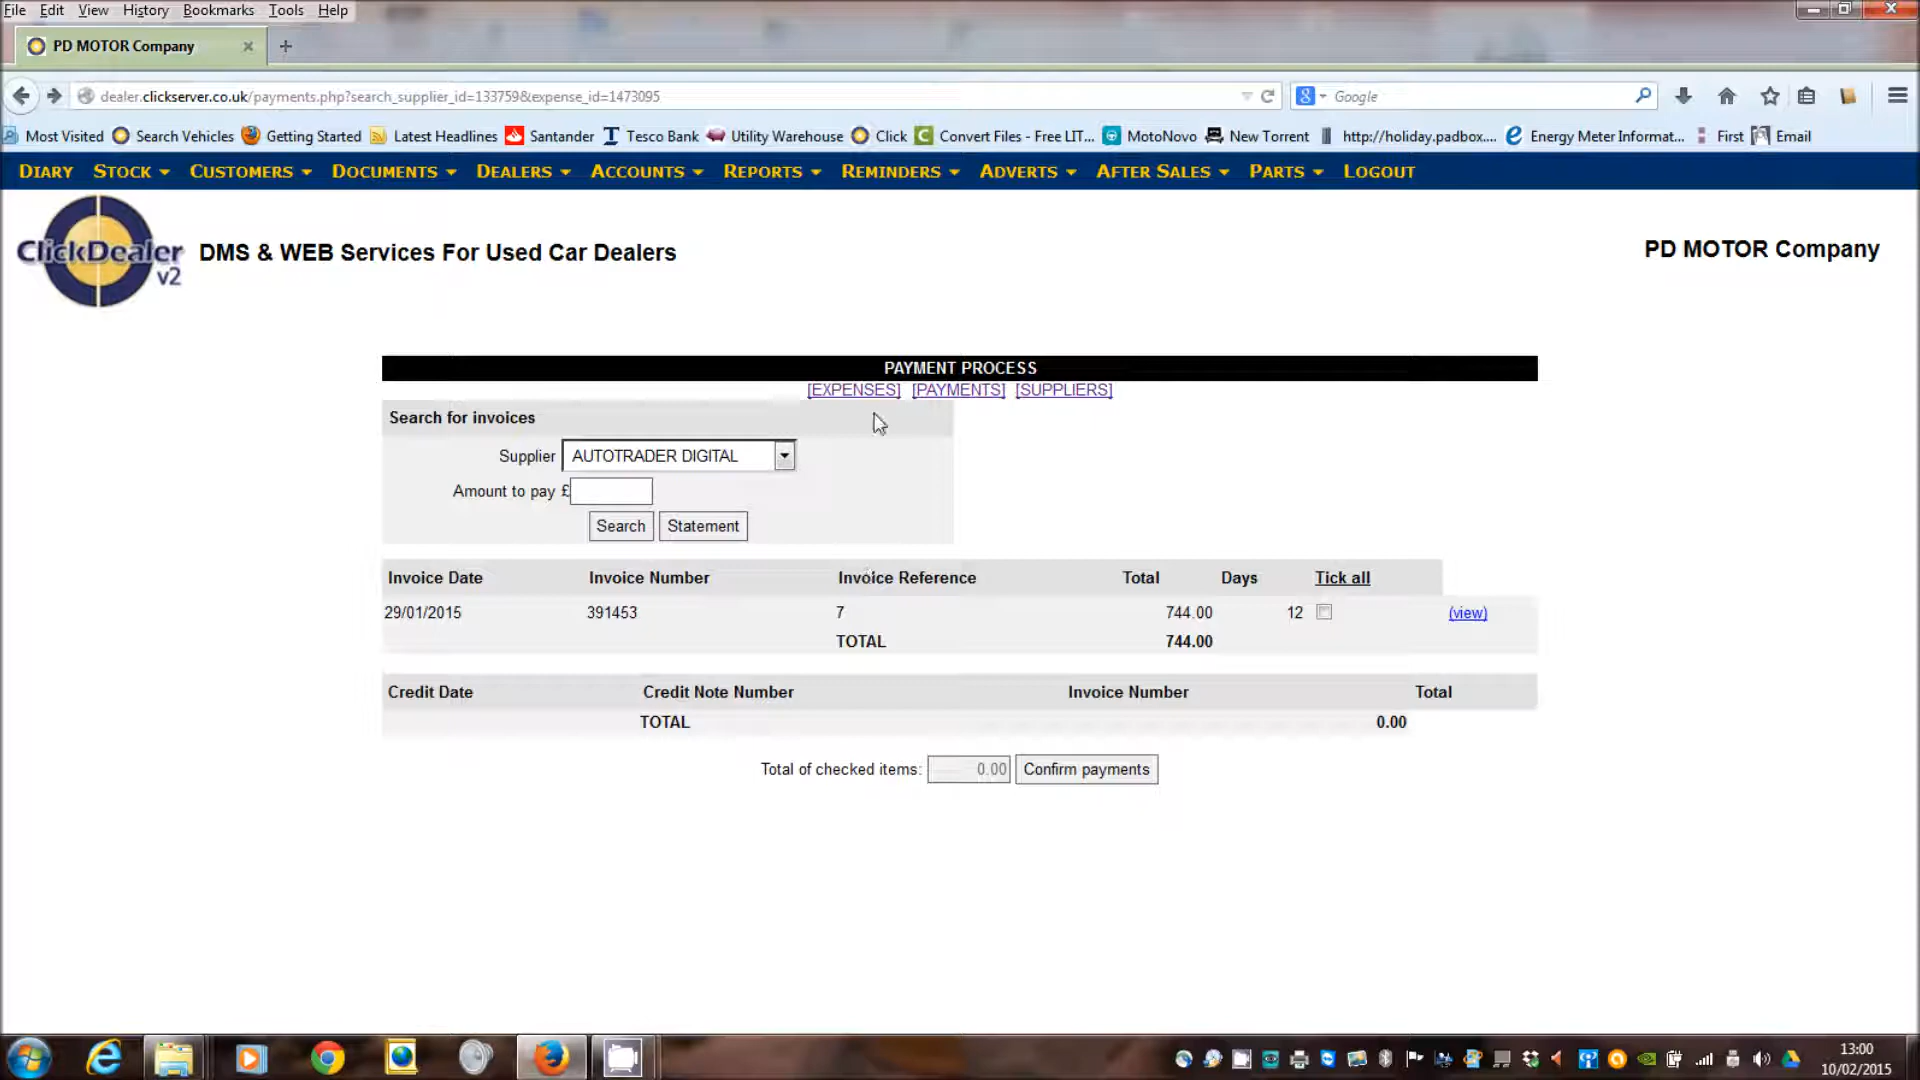 File Edit View History Bookmarks Tools Help
PD MOTOR Company
dealer.clickserver.co.uk/payments.php?search_supplier_id=133759&expense_id=1473095
Google
Most Visited Search Vehicles Getting Started Latest Headlines Santander Tesco Bank Utility Warehouse Click Convert Files - Free LIT... MotoNovo New Torrent http://holiday.padbox.... Energy Meter Informat... First Email
DIARY STOCK CUSTOMERS DOCUMENTS DEALERS ACCOUNTS REPORTS REMINDERS ADVERTS AFTER SALES PARTS LOGOUT
ClickDealer v2
DMS & WEB Services For Used Car Dealers
PD MOTOR Company
PAYMENT PROCESS
[EXPENSES] [PAYMENTS] [SUPPLIERS]
Search for invoices
Supplier AUTOTRADER DIGITAL
Amount to pay £
Search Statement
Invoice Date Invoice Number Invoice Reference Total Days Tick all
29/01/2015 391453 7 744.00 12 (view)
TOTAL 744.00
Credit Date Credit Note Number Invoice Number Total
TOTAL 0.00
Total of checked items: 0.00 Confirm payments
13:00
10/02/2015